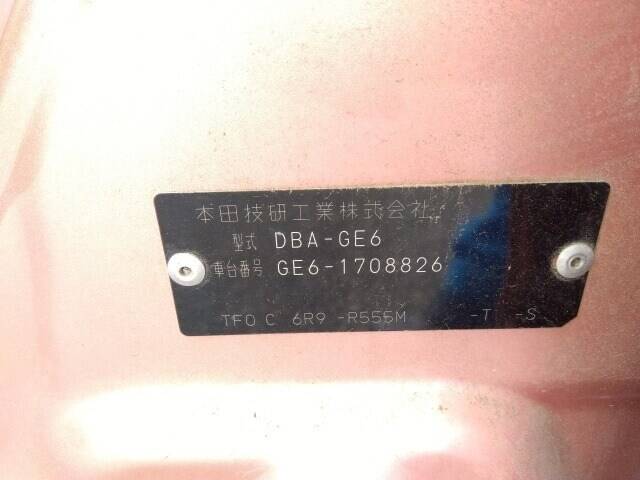 本田技研工業株式会社
型式 DBA-GE6
車台番号 GE6-1708826
TF0 C 6R9 -R555M -T -S